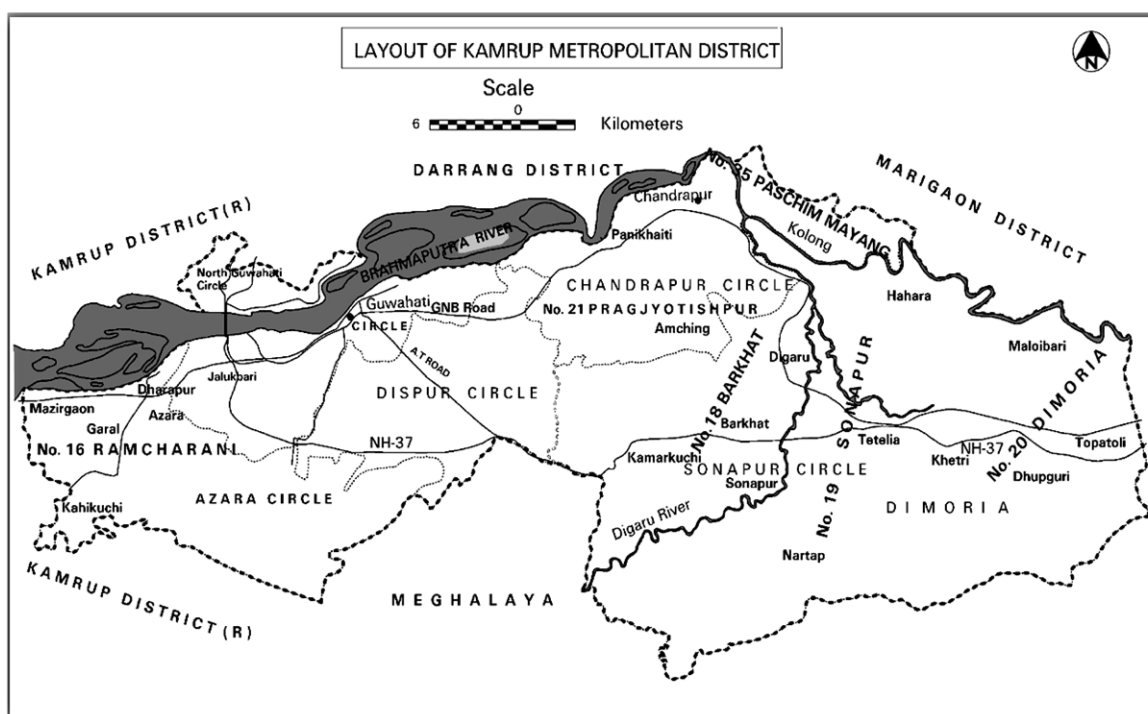 LAYOUT OF KAMRUP METROPOLITAN DISTRICT
N
Scale
0
6 Kilometers
DARRANG DISTRICT
No. 35 PASCHIM MAYANG
MARIGAON DISTRICT
KAMRUP DISTRICT(R)
Chandrapur
Kolong
Panikhaiti
BRAHMAPUTRA RIVER
North Guwahati
Circle
CHANDRAPUR CIRCLE
Hahara
Guwahati
GNB Road
No. 21 PRAGJYOTISHPUR
CIRCLE
Amching
Maloibari
A.T ROAD
Digaru
Jalukbari
Dharapur
DISPUR CIRCLE
No. 18 BARKHAT
No. 19 SONAPUR
No. 20 DIMORIA
Mazirgaon
Azara
Garal
Barkhat
Tetelia
Topatoli
No. 16 RAMCHARANI
NH-37
NH-37
Kamarkuchi
Khetri
SONAPUR CIRCLE
Dhupguri
Sonapur
AZARA CIRCLE
Kahikuchi
DIMORIA
Digaru River
Nartap
KAMRUP DISTRICT(R)
MEGHALAYA